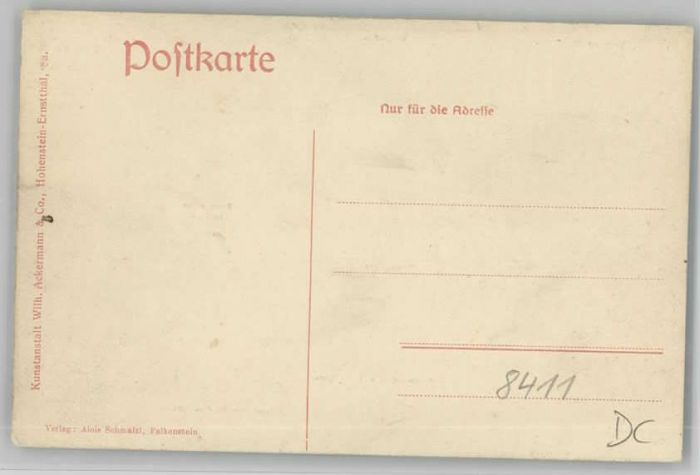 Postkarte
Nur für die Adresse
Kunstanstalt Wilh. Ackermann & Co., Hohenstein-Ernstthal, Sa.
8411
DC
Verlag: Alois Schmalzl, Falkenstein